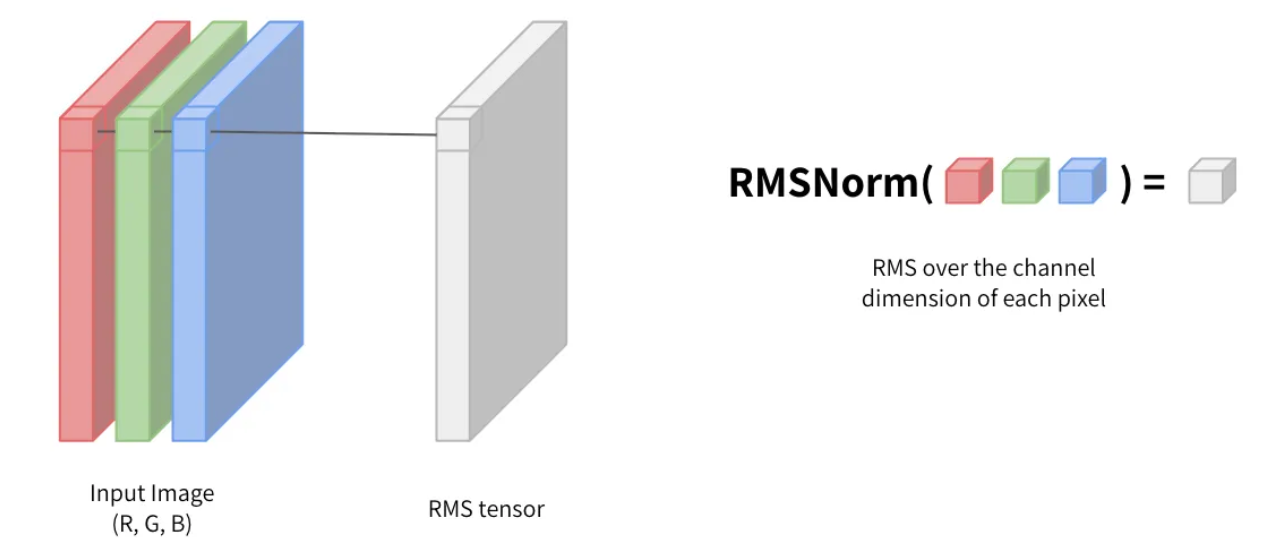 RMSNorm( ) =
RMS over the channel
dimension of each pixel
Input Image
(R, G, B)
RMS tensor